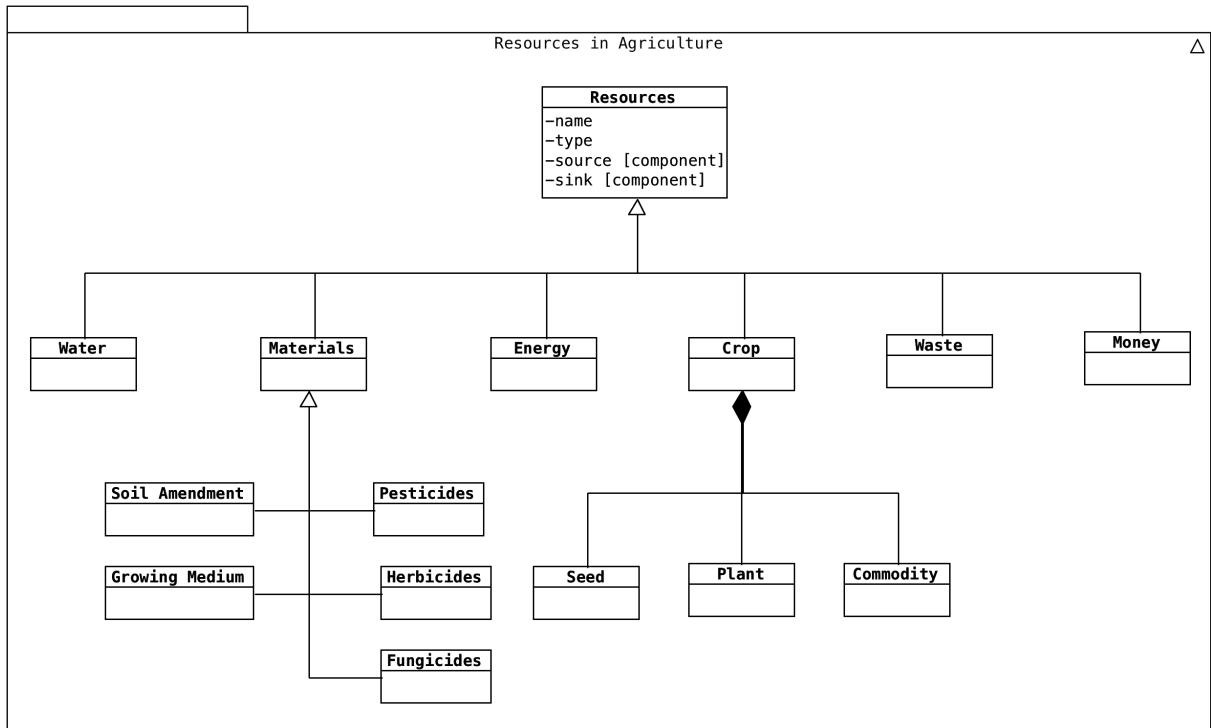 Resources in Agriculture
Resources
-name
-type
-source [component]
-sink [component]
Water
Materials
Energy
Crop
Waste
Money
Soil Amendment
Pesticides
Growing Medium
Herbicides
Seed
Plant
Commodity
Fungicides